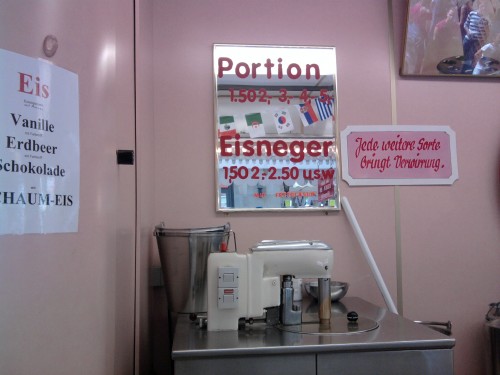 Eis
Vanille
Erdbeer
Schokolade
CHAUM-EIS
Portion
1.50 2, 3, 4, 5,
Eisneger
1 50 2,-2.50 usw
Jede weitere Sorte
bringt Verwirrung.